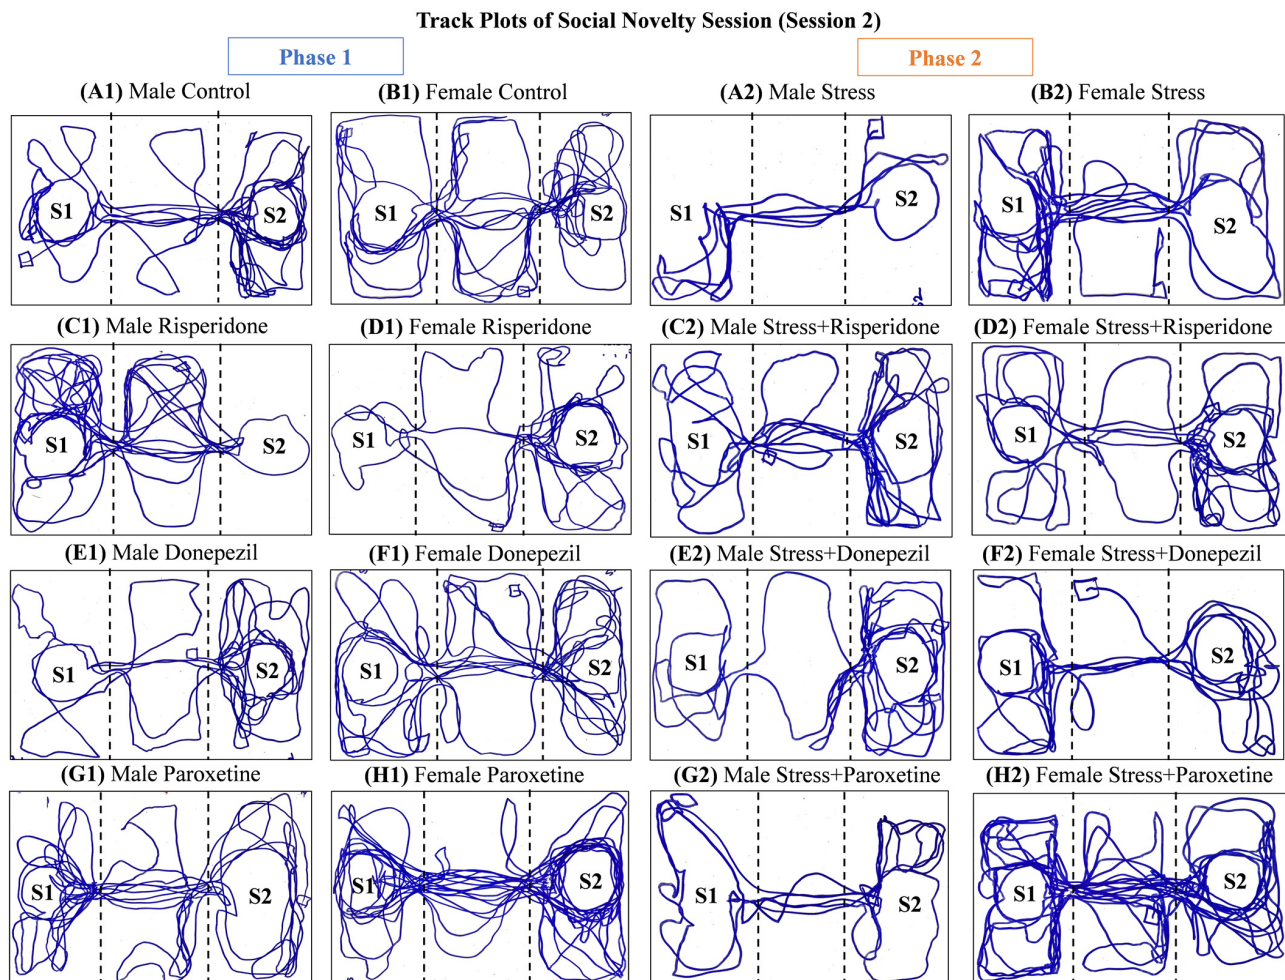 Track Plots of Social Novelty Session (Session 2)
Phase 1
Phase 2
(A1) Male Control
(B1) Female Control
(A2) Male Stress
(B2) Female Stress
S1
S2
S1
S2
S1
S2
S1
S2
(C1) Male Risperidone
(D1) Female Risperidone
(C2) Male Stress+Risperidone
(D2) Female Stress+Risperidone
S1
S2
S1
S2
S1
S2
S1
S2
(E1) Male Donepezil
(F1) Female Donepezil
(E2) Male Stress+Donepezil
(F2) Female Stress+Donepezil
S1
S2
S1
S2
S1
S2
S1
S2
(G1) Male Paroxetine
(H1) Female Paroxetine
(G2) Male Stress+Paroxetine
(H2) Female Stress+Paroxetine
S1
S2
S1
S2
S1
S2
S1
S2